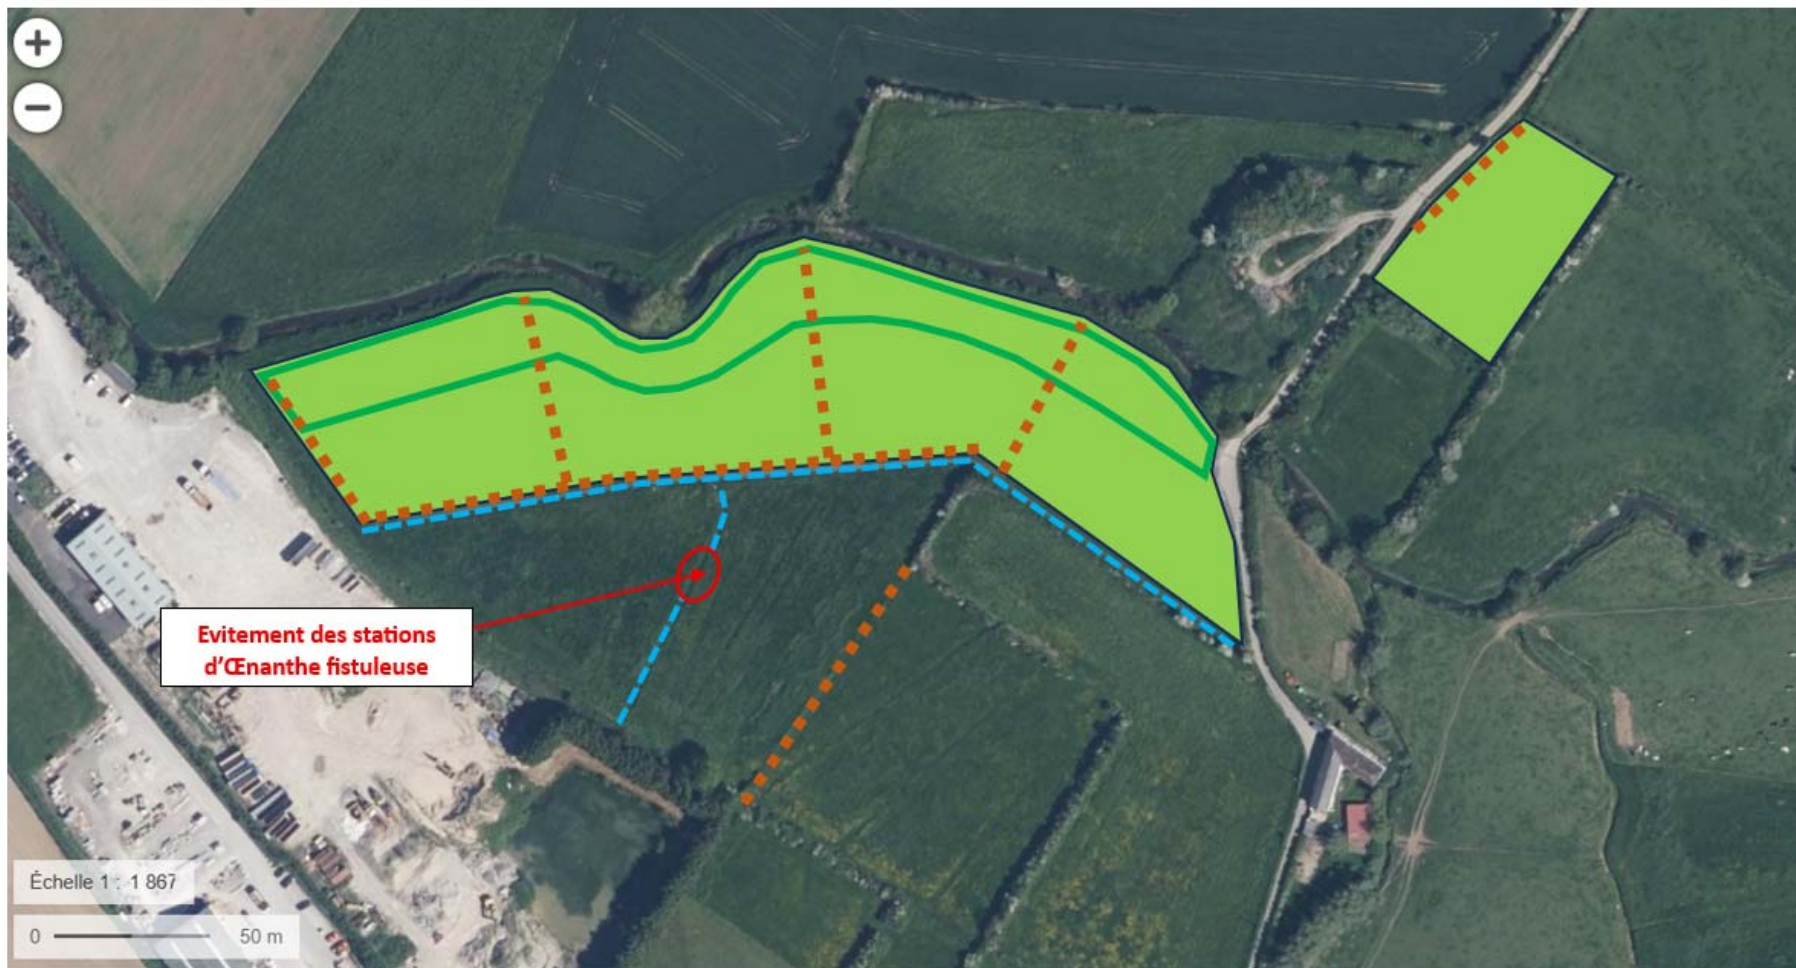 +
−
Evitement des stations
d’Œnanthe fistuleuse
Échelle 1 : 1 867
0 50 m